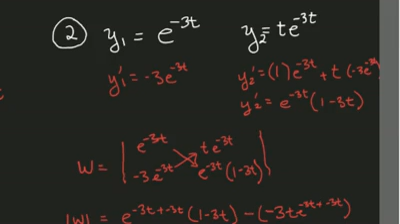 ② y₁ = e^{-3t}   y₂ = te^{-3t}
y₁' = -3e^{-3t}   y₂' = (1)e^{-3t} + t(-3e^{-3t})
y₂' = e^{-3t}(1-3t)
W = | e^{-3t}   te^{-3t} |
| -3e^{-3t}   e^{-3t}(1-3t) |
|W| = e^{-3t+-3t}(1-3t) - (-3te^{-3t+-3t})